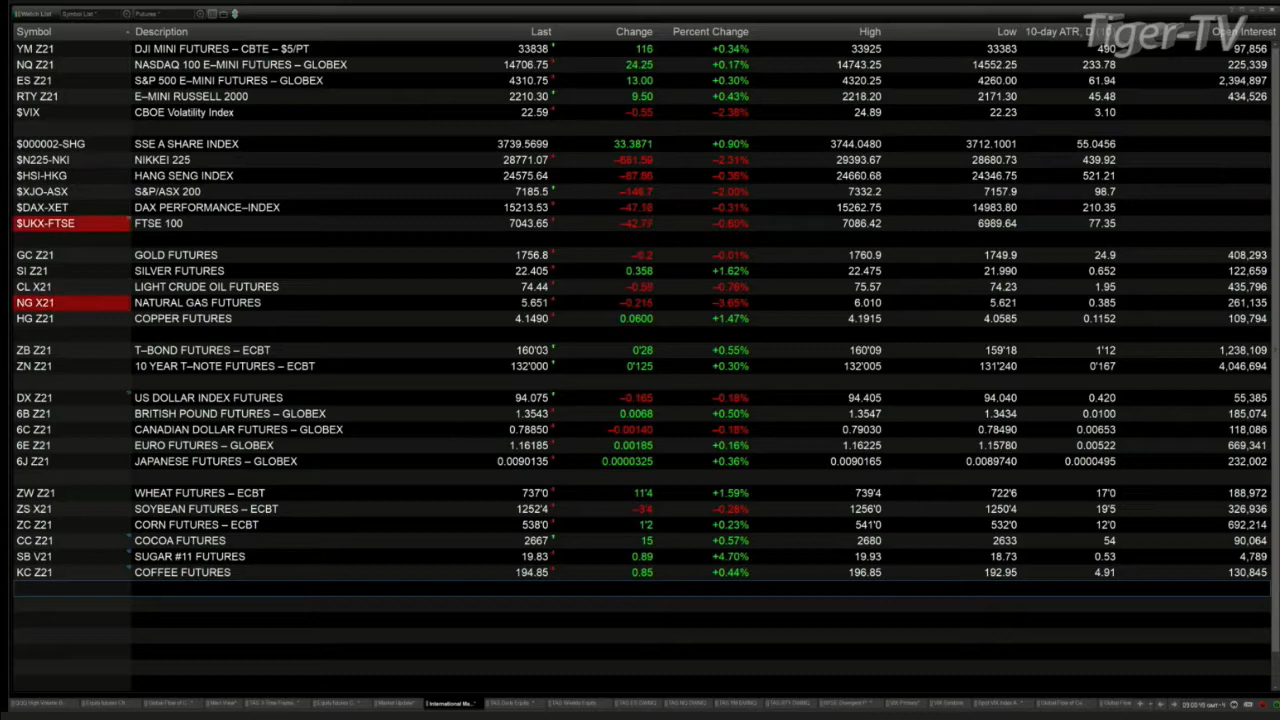 Watch List Symbol List Futures
Tiger-TV
Symbol Description Last Change Percent Change High Low 10-day ATR, Open Interest
YM Z21 DJI MINI FUTURES – CBTE – $5/PT 33838 116 +0.34% 33925 33383 490 97,856
NQ Z21 NASDAQ 100 E–MINI FUTURES – GLOBEX 14706.75 24.25 +0.17% 14743.25 14552.25 233.78 225,339
ES Z21 S&P 500 E–MINI FUTURES – GLOBEX 4310.75 13.00 +0.30% 4320.25 4260.00 61.94 2,394,897
RTY Z21 E–MINI RUSSELL 2000 2210.30 9.50 +0.43% 2218.20 2171.30 45.48 434,526
$VIX CBOE Volatility Index 22.59 –0.55 –2.38% 24.89 22.23 3.10
$000002-SHG SSE A SHARE INDEX 3739.5699 33.3871 +0.90% 3744.0480 3712.1001 55.0456
$N225-NKI NIKKEI 225 28771.07 –681.59 –2.31% 29393.67 28680.73 439.92
$HSI-HKG HANG SENG INDEX 24575.64 –87.86 –0.36% 24660.68 24346.75 521.21
$XJO-ASX S&P/ASX 200 7185.5 –146.7 –2.00% 7332.2 7157.9 98.7
$DAX-XET DAX PERFORMANCE–INDEX 15213.53 –47.16 –0.31% 15262.75 14983.80 210.35
$UKX-FTSE FTSE 100 7043.65 –42.77 –0.60% 7086.42 6989.64 77.35
GC Z21 GOLD FUTURES 1756.8 –0.2 –0.01% 1760.9 1749.9 24.9 408,293
SI Z21 SILVER FUTURES 22.405 0.358 +1.62% 22.475 21.990 0.652 122,659
CL X21 LIGHT CRUDE OIL FUTURES 74.44 –0.59 –0.78% 75.57 74.23 1.95 435,796
NG X21 NATURAL GAS FUTURES 5.651 –0.215 –3.65% 6.010 5.621 0.385 261,135
HG Z21 COPPER FUTURES 4.1490 0.0600 +1.47% 4.1915 4.0585 0.1152 109,794
ZB Z21 T–BOND FUTURES – ECBT 160'03 0'28 +0.55% 160'09 159'18 1'12 1,238,109
ZN Z21 10 YEAR T–NOTE FUTURES – ECBT 132'000 0'125 +0.30% 132'005 131'240 0'167 4,046,694
DX Z21 US DOLLAR INDEX FUTURES 94.075 –0.165 –0.18% 94.405 94.040 0.420 55,385
6B Z21 BRITISH POUND FUTURES – GLOBEX 1.3543 0.0068 +0.50% 1.3547 1.3434 0.0100 185,074
6C Z21 CANADIAN DOLLAR FUTURES – GLOBEX 0.78850 –0.00140 –0.18% 0.79030 0.78490 0.00653 118,086
6E Z21 EURO FUTURES – GLOBEX 1.16185 0.00185 +0.16% 1.16225 1.15780 0.00522 669,341
6J Z21 JAPANESE FUTURES – GLOBEX 0.0090135 0.0000325 +0.36% 0.0090165 0.0089740 0.0000495 232,002
ZW Z21 WHEAT FUTURES – ECBT 737'0 11'4 +1.59% 739'4 722'6 17'0 188,972
ZS X21 SOYBEAN FUTURES – ECBT 1252'4 –3'4 –0.28% 1256'0 1250'4 19'5 326,936
ZC Z21 CORN FUTURES – ECBT 538'0 1'2 +0.23% 541'0 532'0 12'0 692,214
CC Z21 COCOA FUTURES 2667 15 +0.57% 2680 2633 54 90,064
SB V21 SUGAR #11 FUTURES 19.83 0.89 +4.70% 19.93 18.73 0.53 4,789
KC Z21 COFFEE FUTURES 194.85 0.85 +0.44% 196.85 192.95 4.91 130,845
Main View Market Update International Ma...